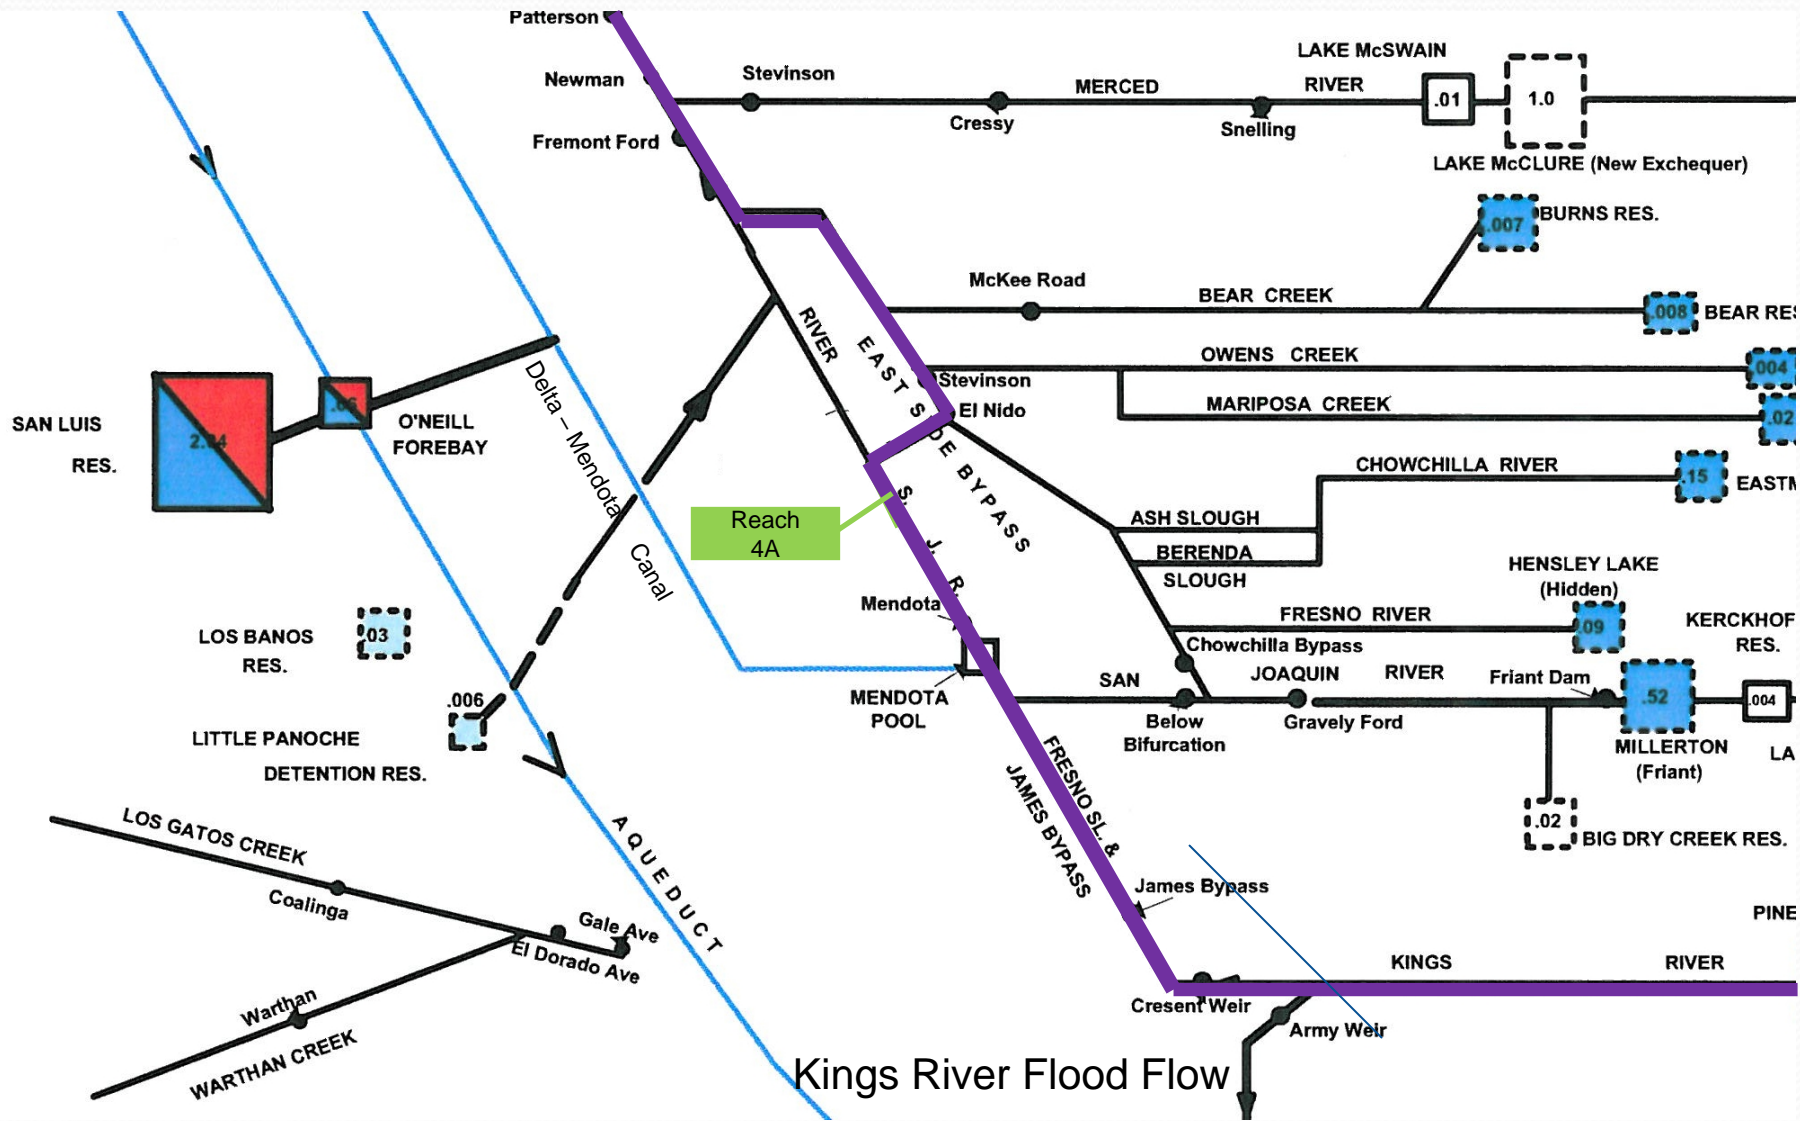 Patterson
LAKE McSWAIN
Newman
Stevinson
MERCED
RIVER
.01
1.0
Cressy
Snelling
Fremont Ford
LAKE McCLURE (New Exchequer)
.007
BURNS RES.
McKee Road
BEAR CREEK
.008
BEAR RES
RIVER
EAST SIDE BYPASS
OWENS CREEK
004
Stevinson
El Nido
MARIPOSA CREEK
.02
SAN LUIS
RES.
O'NEILL
FOREBAY
Delta – Mendota
Canal
CHOWCHILLA RIVER
.15
EASTM
S. J. R.
Reach
4A
ASH SLOUGH
BERENDA
SLOUGH
HENSLEY LAKE
(Hidden)
.09
Mendota
FRESNO RIVER
KERCKHOF
RES.
LOS BANOS
RES.
.03
Chowchilla Bypass
SAN
JOAQUIN
RIVER
Friant Dam
.52
.004
MENDOTA
POOL
Below
Bifurcation
Gravely Ford
MILLERTON
(Friant)
LA
.006
LITTLE PANOCHE
DETENTION RES.
FRESNO SL. &
JAMES BYPASS
.02
BIG DRY CREEK RES.
LOS GATOS CREEK
Coalinga
AQUEDUCT
James Bypass
Gale Ave
El Dorado Ave
PINE
KINGS
RIVER
Warthan
WARTHAN CREEK
Cresent Weir
Army Weir
Kings River Flood Flow